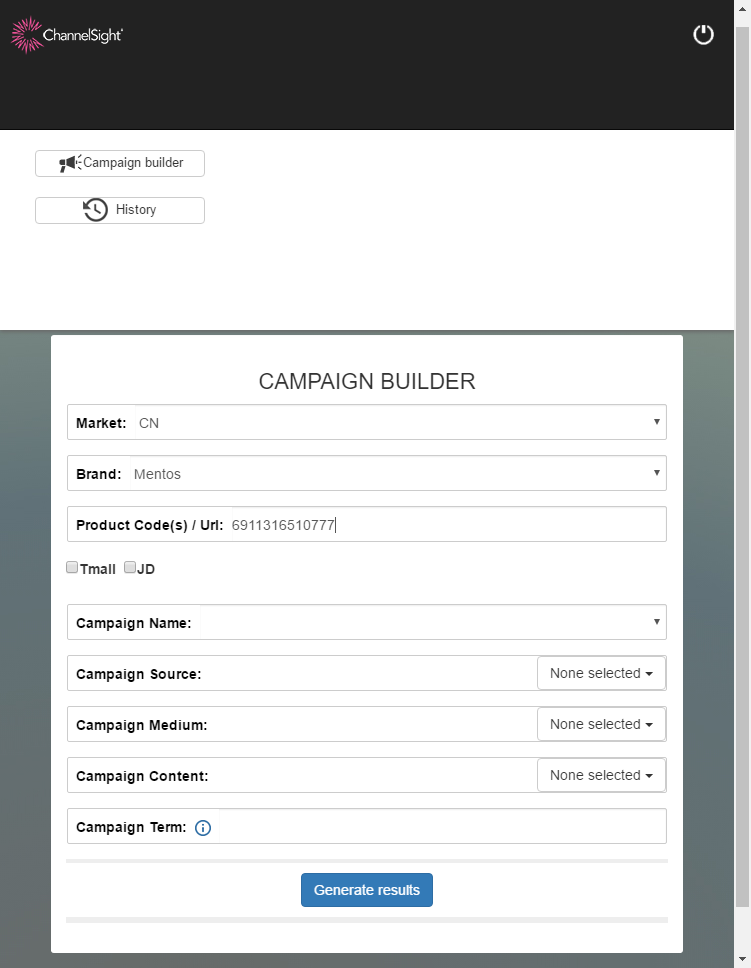 ChannelSight
Campaign builder
History
CAMPAIGN BUILDER
Market: CN
Brand: Mentos
Product Code(s) / Url: 6911316510777
Tmall JD
Campaign Name:
Campaign Source: None selected
Campaign Medium: None selected
Campaign Content: None selected
Campaign Term:
Generate results